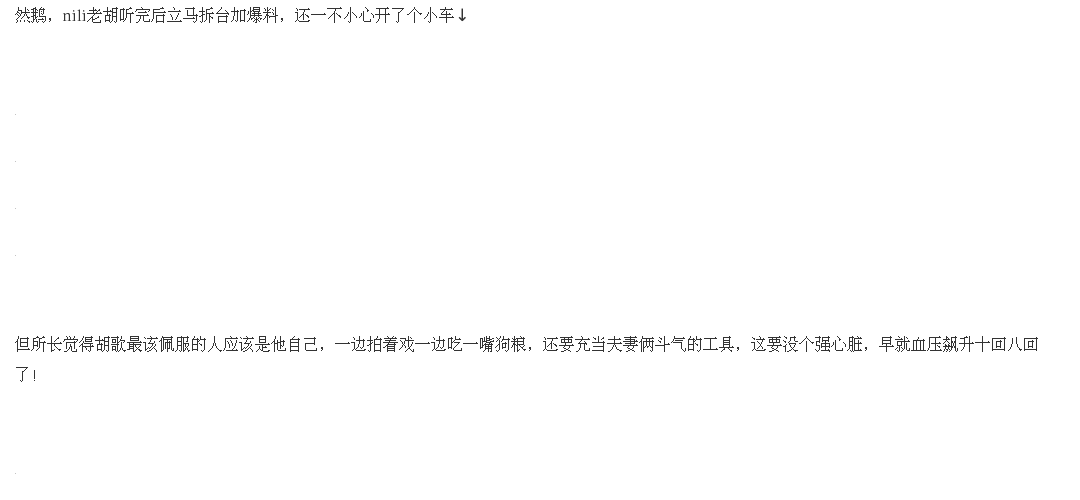 然鹅，nili老胡听完后立马拆台加爆料，还一不小心开了个小车↓
但所长觉得胡歌最该佩服的人应该是他自己，一边拍着戏一边吃一嘴狗粮，还要充当夫妻俩斗气的工具，这要没个强心脏，早就血压飙升十回八回
了!